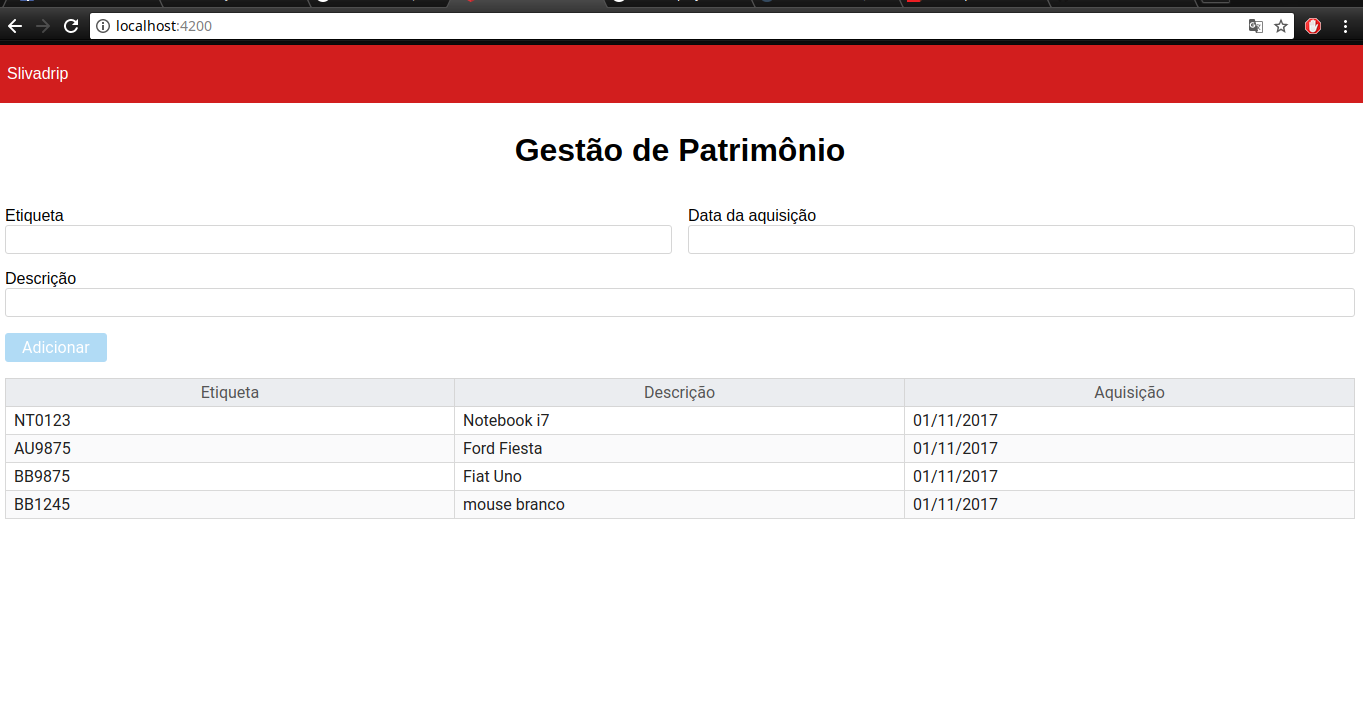 localhost:4200
Slivadrip
Gestão de Patrimônio
Etiqueta Data da aquisição
Descrição
Adicionar
Etiqueta Descrição Aquisição
NT0123 Notebook i7 01/11/2017
AU9875 Ford Fiesta 01/11/2017
BB9875 Fiat Uno 01/11/2017
BB1245 mouse branco 01/11/2017